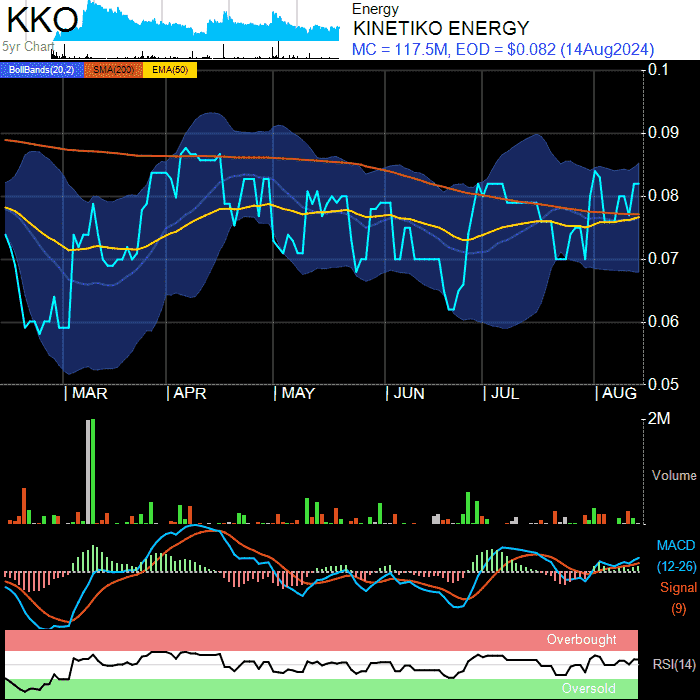 KKO
5yr Chart
Energy
KINETIKO ENERGY
MC = 117.5M, EOD = $0.082 (14Aug2024)
BollBands(20,2) SMA(200) EMA(50)
0.1
0.09
0.08
0.07
0.06
0.05
| MAR | APR | MAY | JUN | JUL | AUG
2M
Volume
MACD
(12-26)
Signal
(9)
Overbought
RSI(14)
Oversold